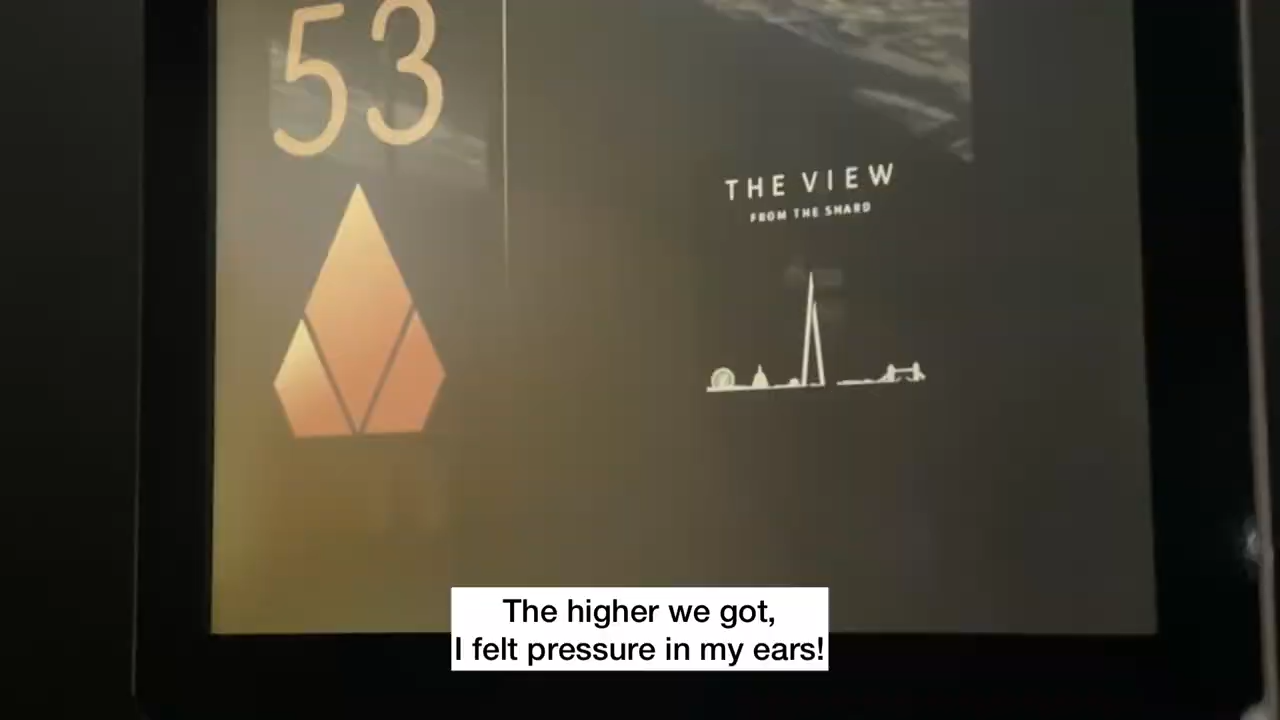 53
THE VIEW
FROM THE SHARD
The higher we got,
I felt pressure in my ears!